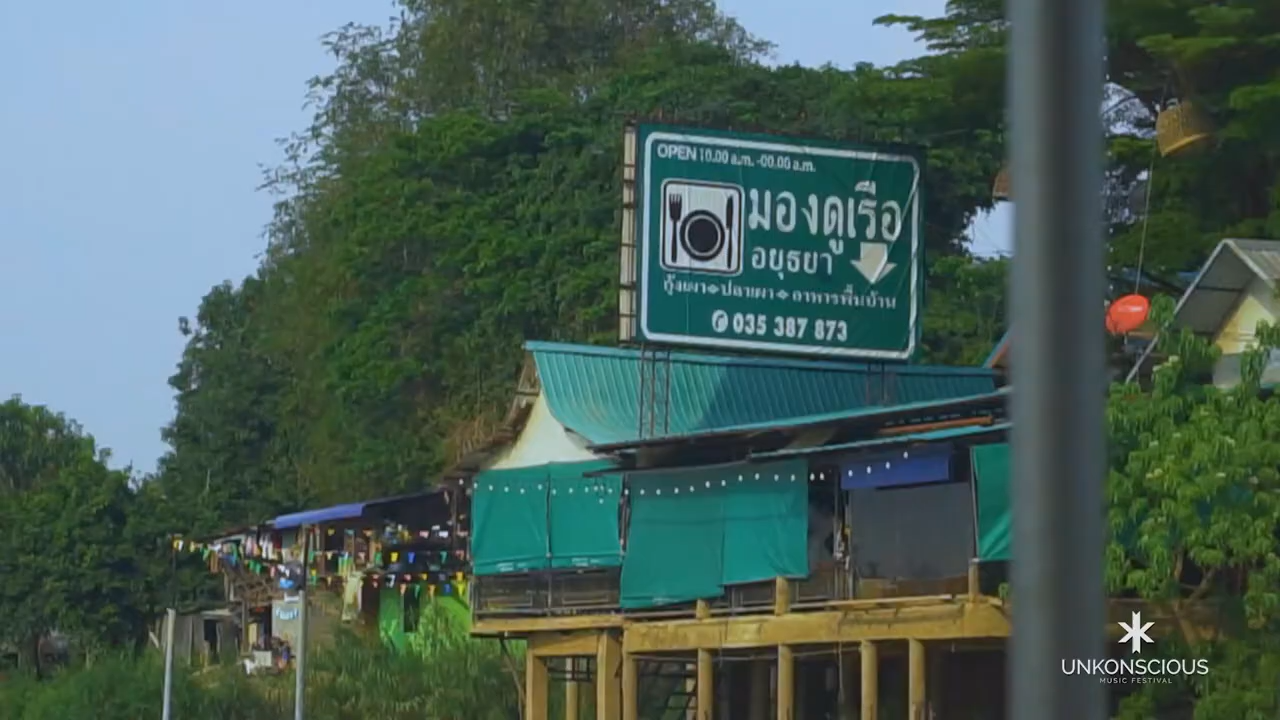 OPEN 10.00 a.m. -00.00 a.m.
มองดูเรือ
อยุธยา
กุ้งเผา ปลาเผา อาหารพื้นบ้าน
035 387 873
UNKONSCIOUS
MUSIC FESTIVAL